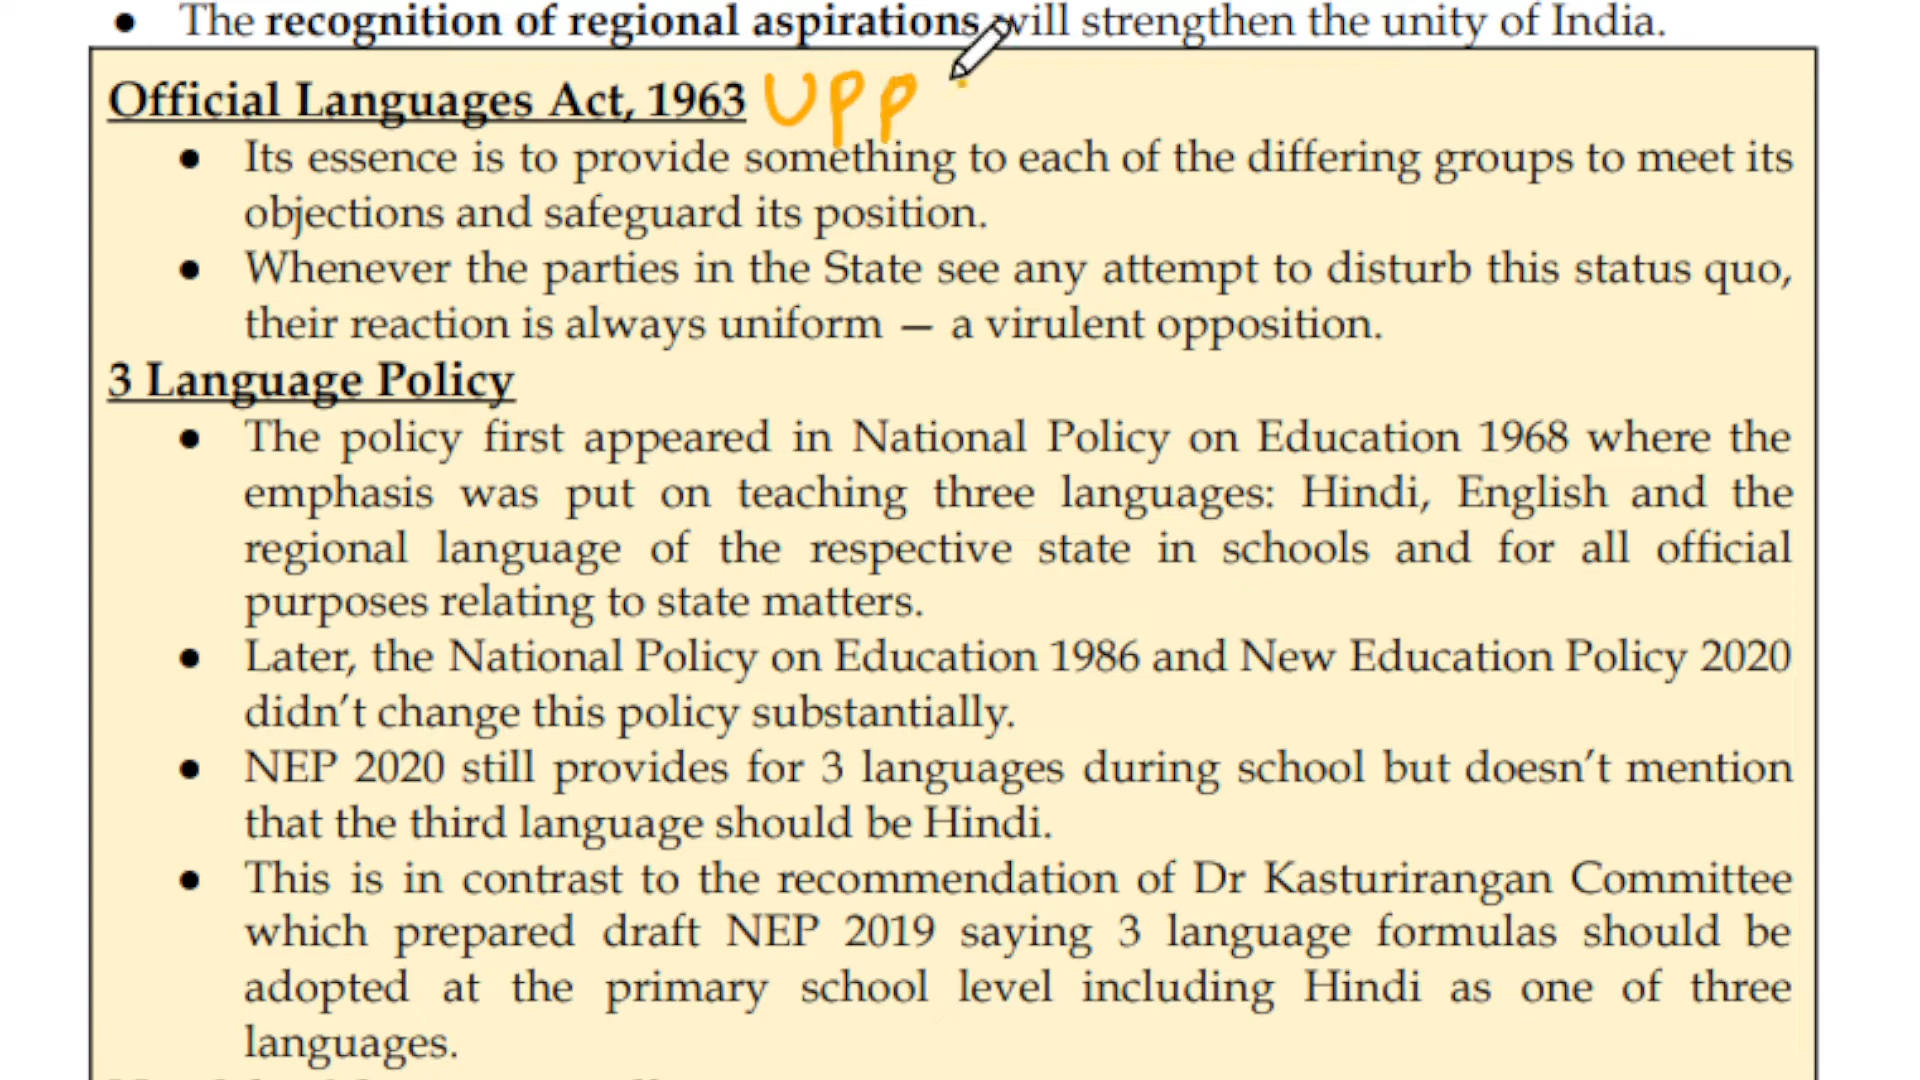 ● The recognition of regional aspirations will strengthen the unity of India.
Official Languages Act, 1963 UPP
● Its essence is to provide something to each of the differing groups to meet its
objections and safeguard its position.
● Whenever the parties in the State see any attempt to disturb this status quo,
their reaction is always uniform — a virulent opposition.
3 Language Policy
● The policy first appeared in National Policy on Education 1968 where the
emphasis was put on teaching three languages: Hindi, English and the
regional language of the respective state in schools and for all official
purposes relating to state matters.
● Later, the National Policy on Education 1986 and New Education Policy 2020
didn’t change this policy substantially.
● NEP 2020 still provides for 3 languages during school but doesn’t mention
that the third language should be Hindi.
● This is in contrast to the recommendation of Dr Kasturirangan Committee
which prepared draft NEP 2019 saying 3 language formulas should be
adopted at the primary school level including Hindi as one of three
languages.